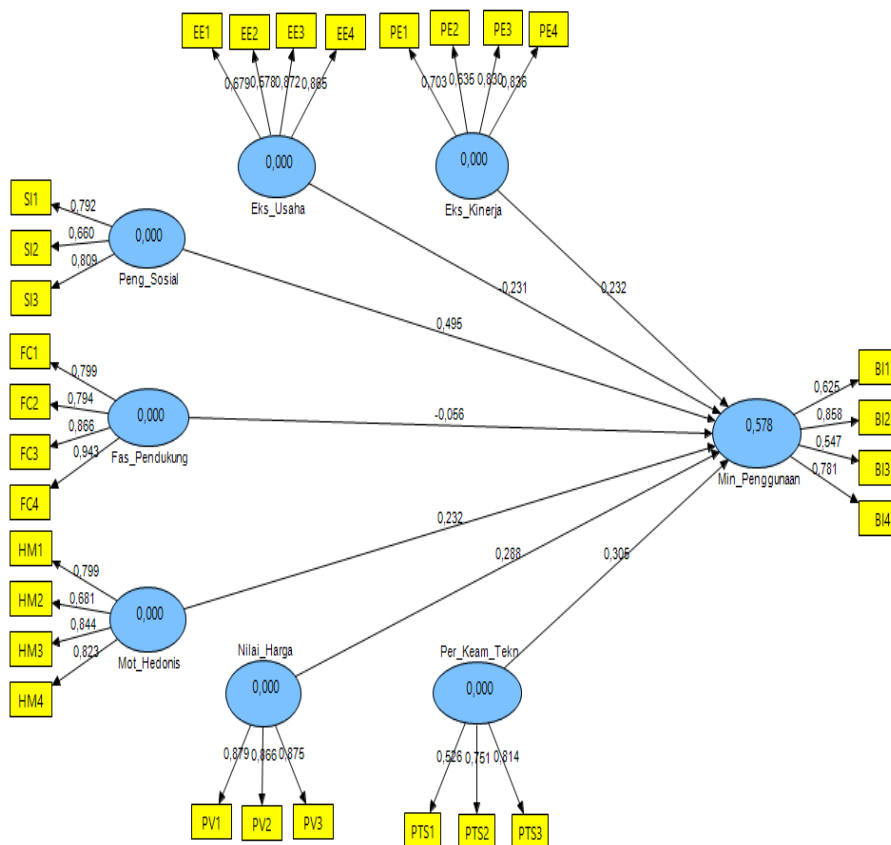 EE1
EE2
EE3
EE4
0,679
0,578
0,872
0,865
0,000
Eks_Usaha
PE1
PE2
PE3
PE4
0,703
0,635
0,830
0,836
0,000
Eks_Kinerja
SI1
SI2
SI3
0,792
0,660
0,809
0,000
Peng_Sosial
-0,231
0,232
0,495
FC1
FC2
FC3
FC4
0,799
0,794
0,866
0,943
0,000
Fas_Pendukung
-0,056
0,578
Min_Penggunaan
0,625
0,858
0,547
0,781
BI1
BI2
BI3
BI4
HM1
HM2
HM3
HM4
0,799
0,681
0,844
0,823
0,000
Mot_Hedonis
0,232
0,288
0,305
Nilai_Harga
0,000
0,879
0,866
0,875
PV1
PV2
PV3
Per_Keam_Tekn
0,000
0,526
0,751
0,814
PTS1
PTS2
PTS3